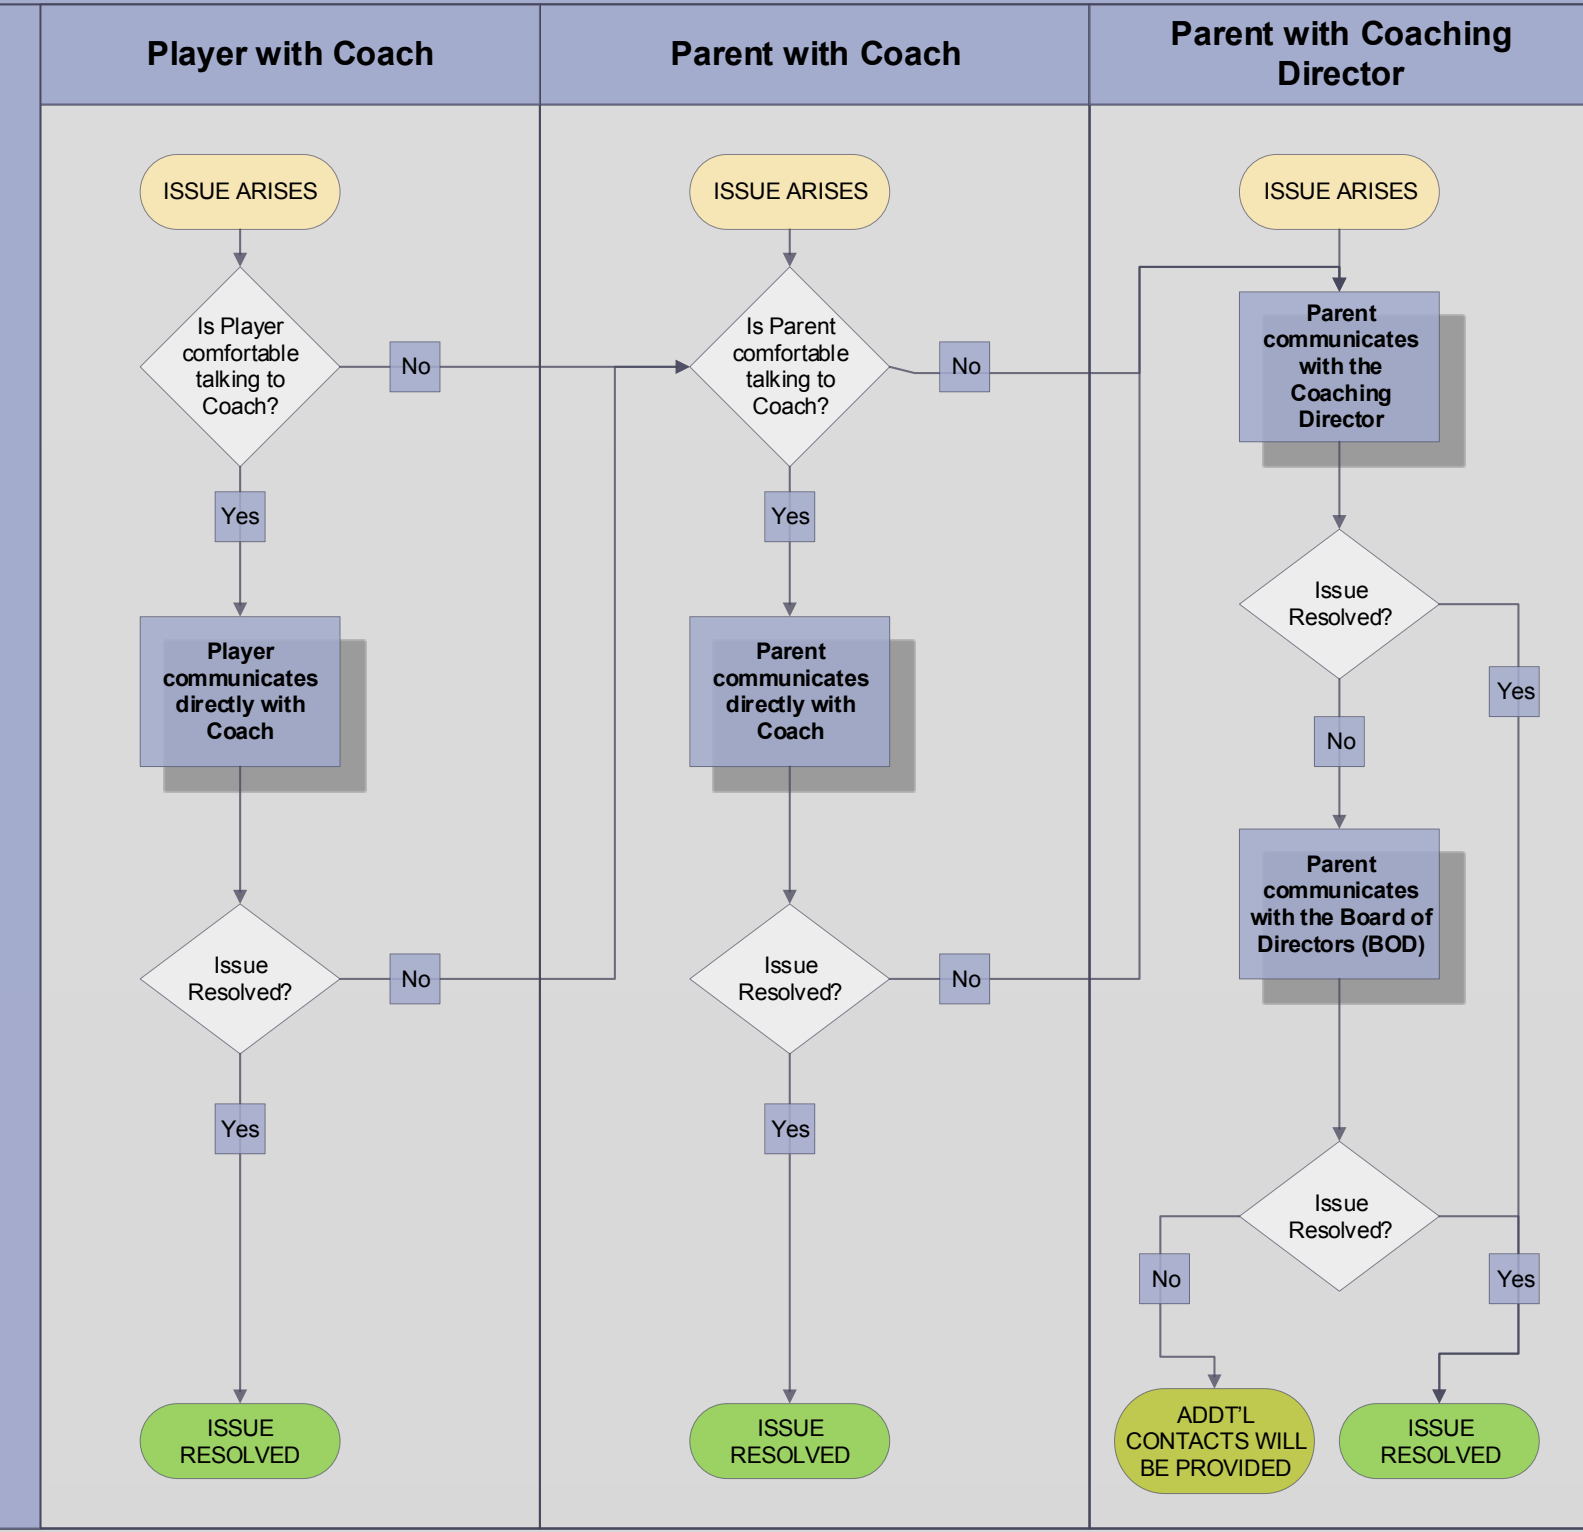 Player with Coach
Parent with Coach
Parent with Coaching
Director
ISSUE ARISES
Is Player
comfortable
talking to
Coach?
No
Yes
Player
communicates
directly with
Coach
Issue
Resolved?
No
Yes
ISSUE
RESOLVED
ISSUE ARISES
Is Parent
comfortable
talking to
Coach?
No
Yes
Parent
communicates
directly with
Coach
Issue
Resolved?
No
Yes
ISSUE
RESOLVED
ISSUE ARISES
Parent
communicates
with the
Coaching
Director
Issue
Resolved?
Yes
No
Parent
communicates
with the Board of
Directors (BOD)
Issue
Resolved?
No
Yes
ADDT'L
CONTACTS WILL
BE PROVIDED
ISSUE
RESOLVED